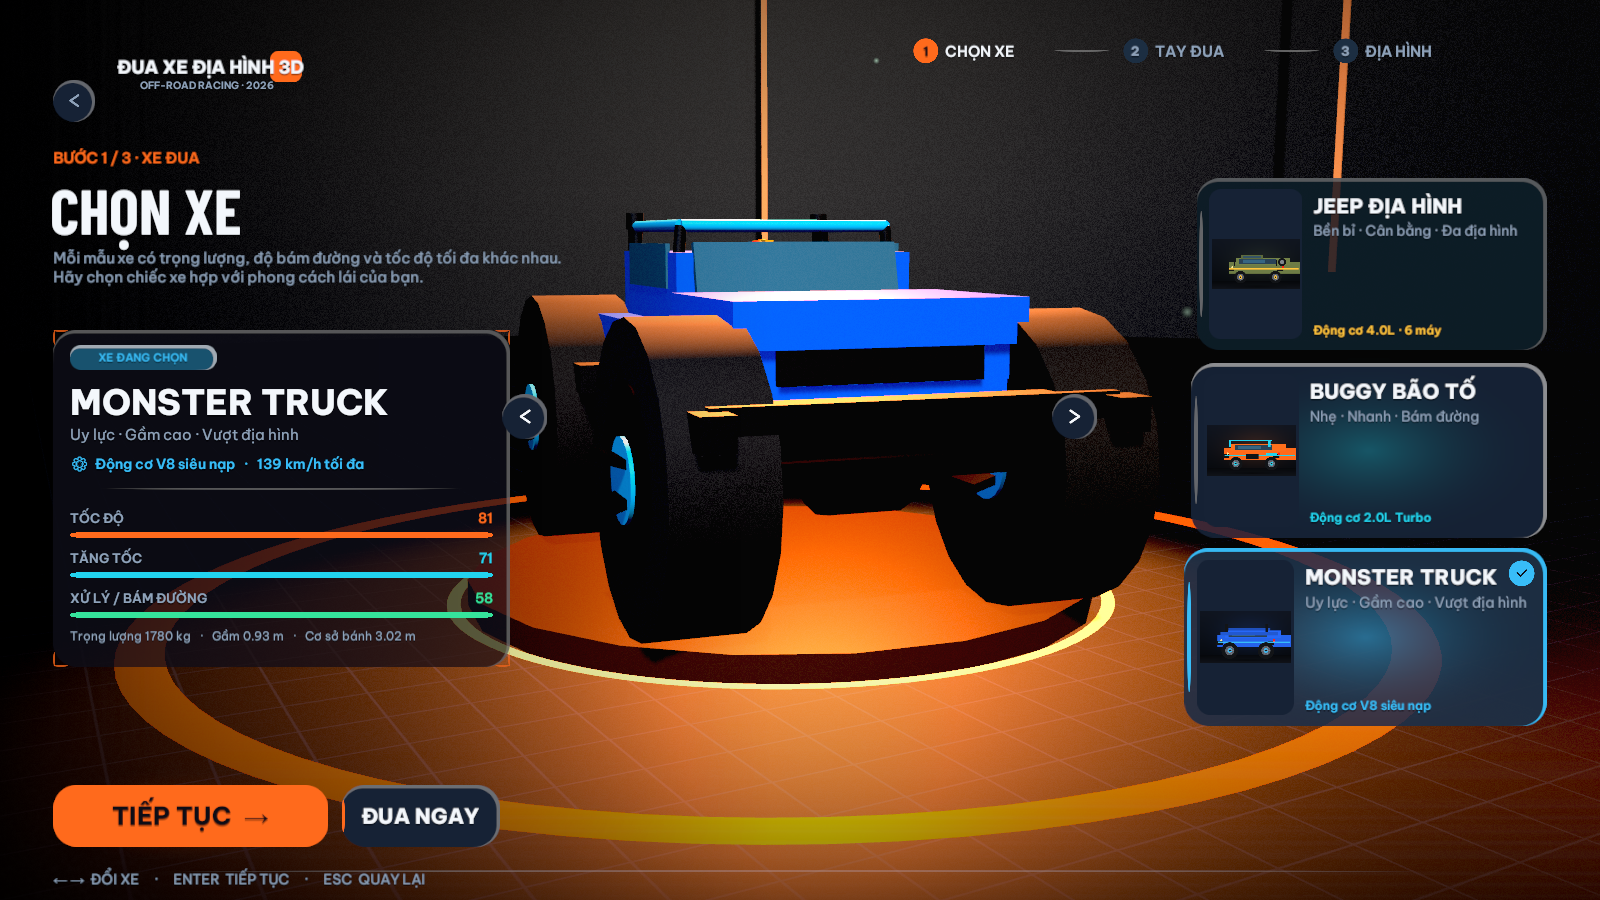 ĐUA XE ĐỊA HÌNH 3D
OFF-ROAD RACING · 2026
<
1 CHỌN XE
2 TAY ĐUA
3 ĐỊA HÌNH
BƯỚC 1 / 3 · XE ĐUA
CHỌN XE
Mỗi mẫu xe có trọng lượng, độ bám đường và tốc độ tối đa khác nhau.
Hãy chọn chiếc xe hợp với phong cách lái của bạn.
XE ĐANG CHỌN
MONSTER TRUCK
Uy lực · Gầm cao · Vượt địa hình
Động cơ V8 siêu nạp · 139 km/h tối đa
TỐC ĐỘ 81
TĂNG TỐC 71
XỬ LÝ / BÁM ĐƯỜNG 58
Trọng lượng 1780 kg · Gầm 0.93 m · Cơ sở bánh 3.02 m
< >
JEEP ĐỊA HÌNH
Bền bỉ · Cân bằng · Đa địa hình
Động cơ 4.0L · 6 máy
BUGGY BÃO TỐ
Nhẹ · Nhanh · Bám đường
Động cơ 2.0L Turbo
MONSTER TRUCK
Uy lực · Gầm cao · Vượt địa hình
Động cơ V8 siêu nạp
TIẾP TỤC →
ĐUA NGAY
←→ ĐỔI XE · ENTER TIẾP TỤC · ESC QUAY LẠI